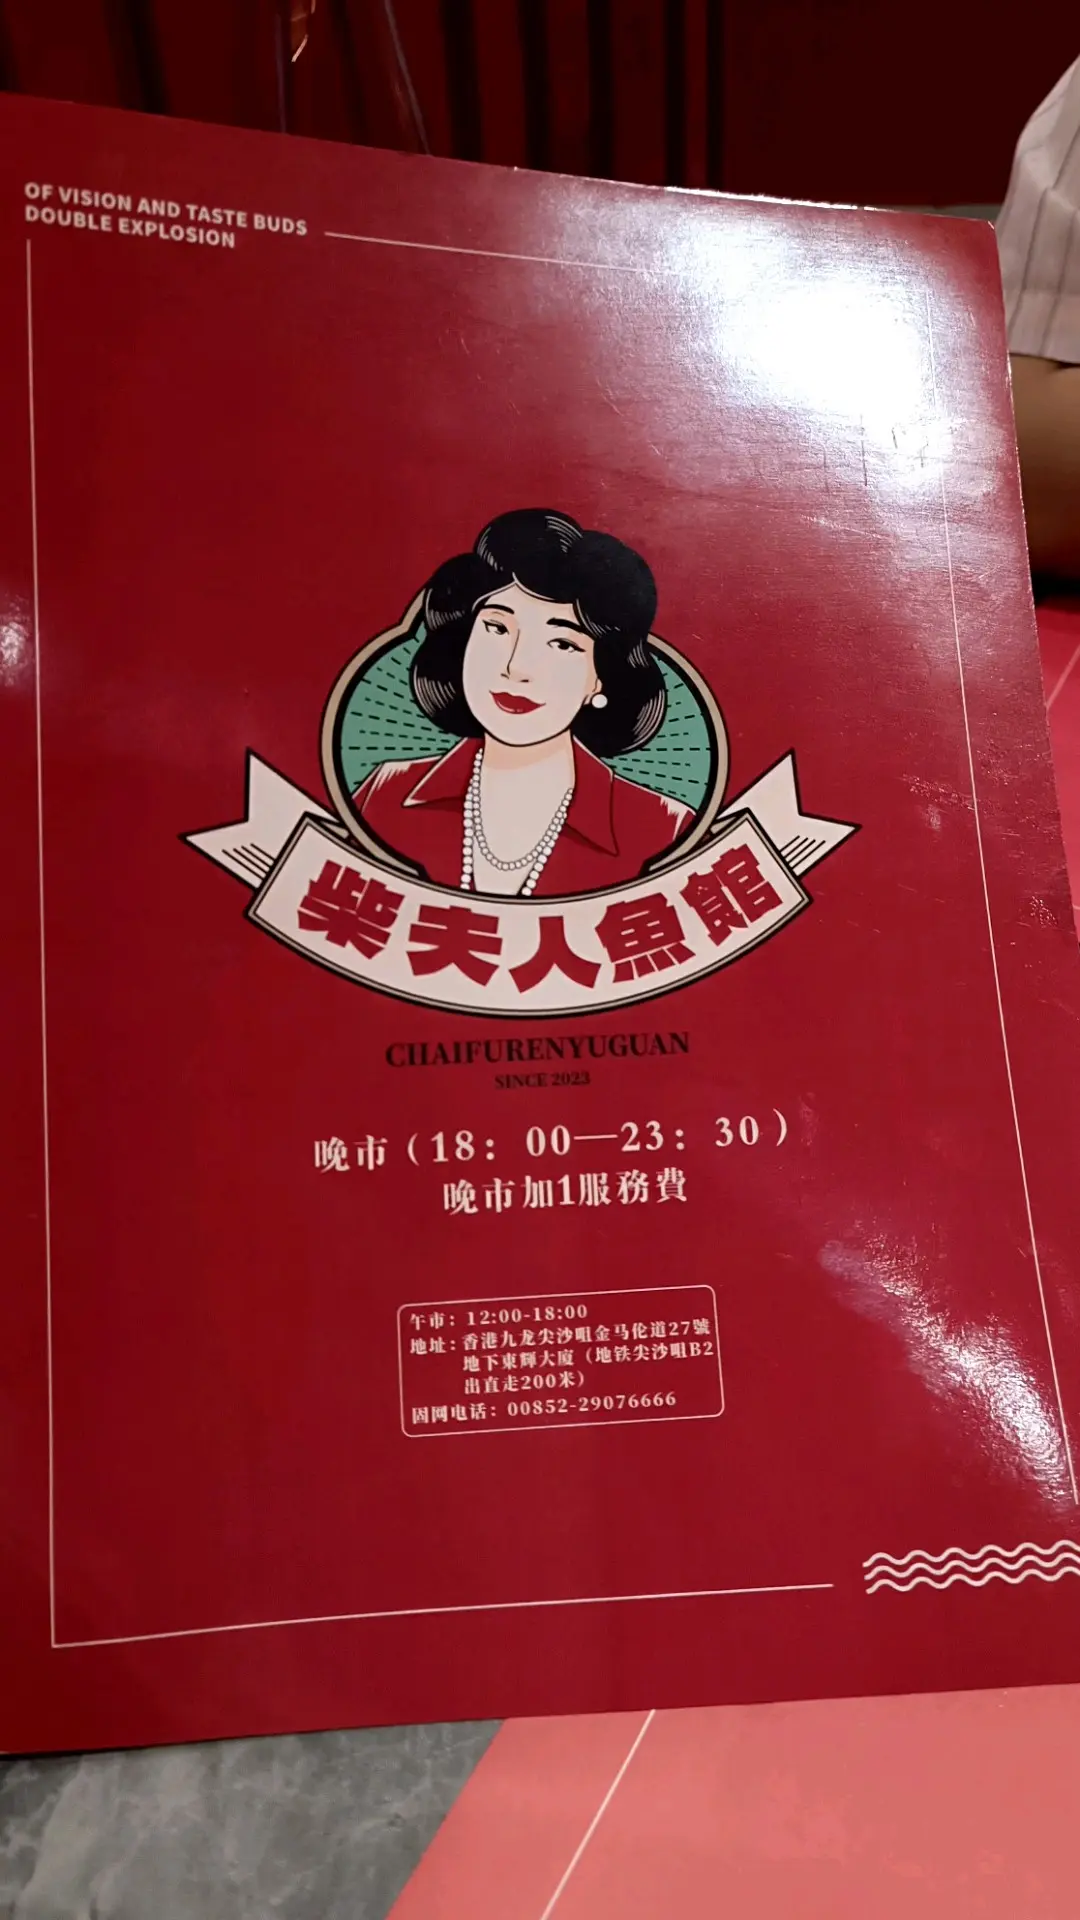 OF VISION AND TASTE BUDS
DOUBLE EXPLOSION
柴夫人魚館
CHAIFURENYUGUAN
SINCE 2023
晚市（18：00—23：30）
晚市加1服務費
午市：12:00-18:00
地址：香港九龙尖沙咀金马伦道27號
地下東輝大廈（地铁尖沙咀B2
出直走200米）
固网电话：00852-29076666